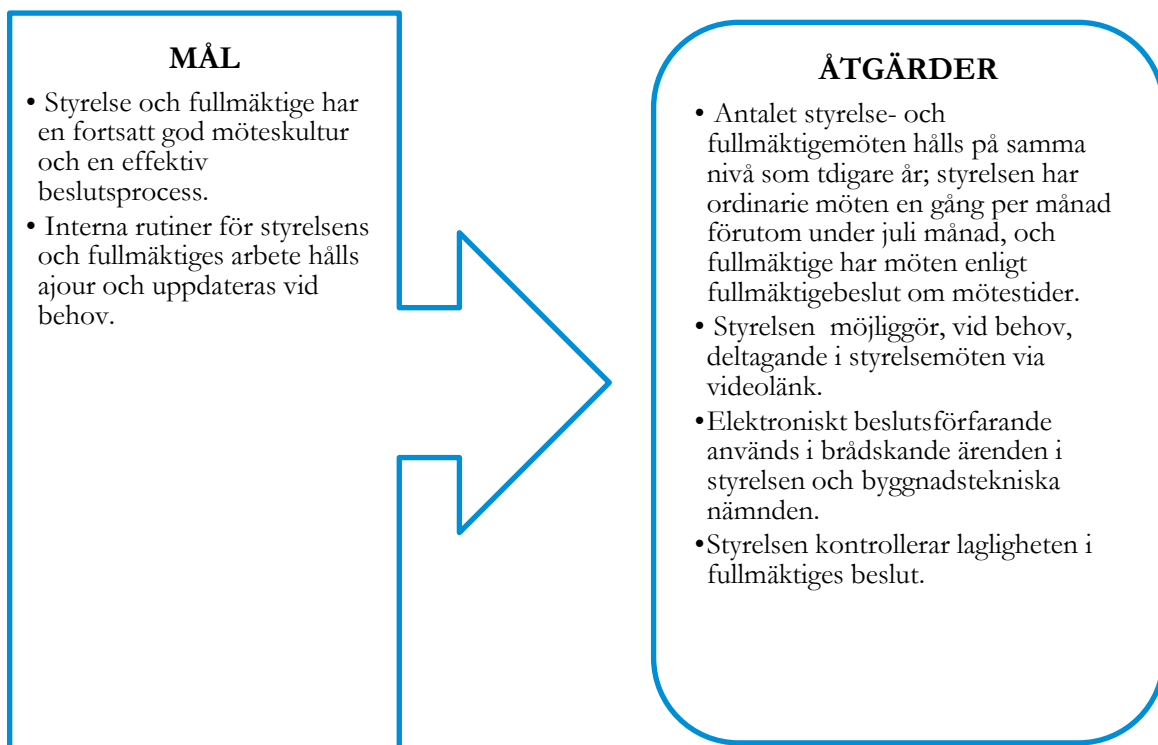 MÅL
• Styrelse och fullmäktige har
en fortsatt god möteskultur
och en effektiv
beslutsprocess.
• Interna rutiner för styrelsens
och fullmäktiges arbete hålls
ajour och uppdateras vid
behov.
ÅTGÄRDER
• Antalet styrelse- och
fullmäktigemöten hålls på samma
nivå som tdigare år; styrelsen har
ordinarie möten en gång per månad
förutom under juli månad, och
fullmäktige har möten enligt
fullmäktigebeslut om mötestider.
• Styrelsen möjliggör, vid behov,
deltagande i styrelsemöten via
videolänk.
•Elektroniskt beslutsförfarande
används i brådskande ärenden i
styrelsen och byggnadstekniska
nämnden.
•Styrelsen kontrollerar lagligheten i
fullmäktiges beslut.